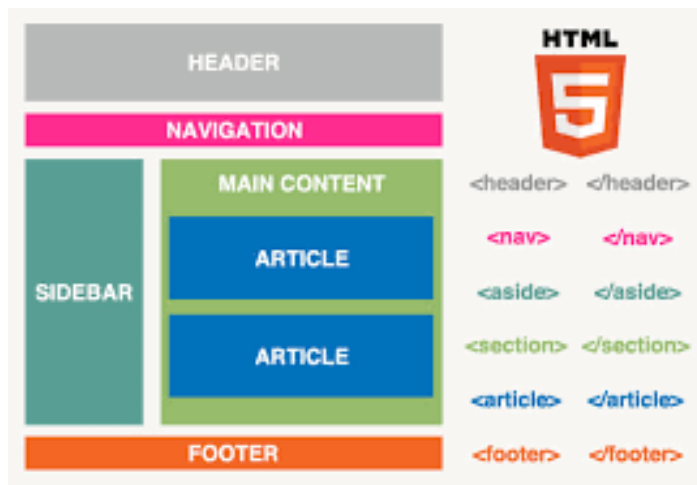 HEADER
NAVIGATION
SIDEBAR
MAIN CONTENT
ARTICLE
ARTICLE
FOOTER
HTML
5
<header> </header>
<nav> </nav>
<aside> </aside>
<section> </section>
<article> </article>
<footer> </footer>